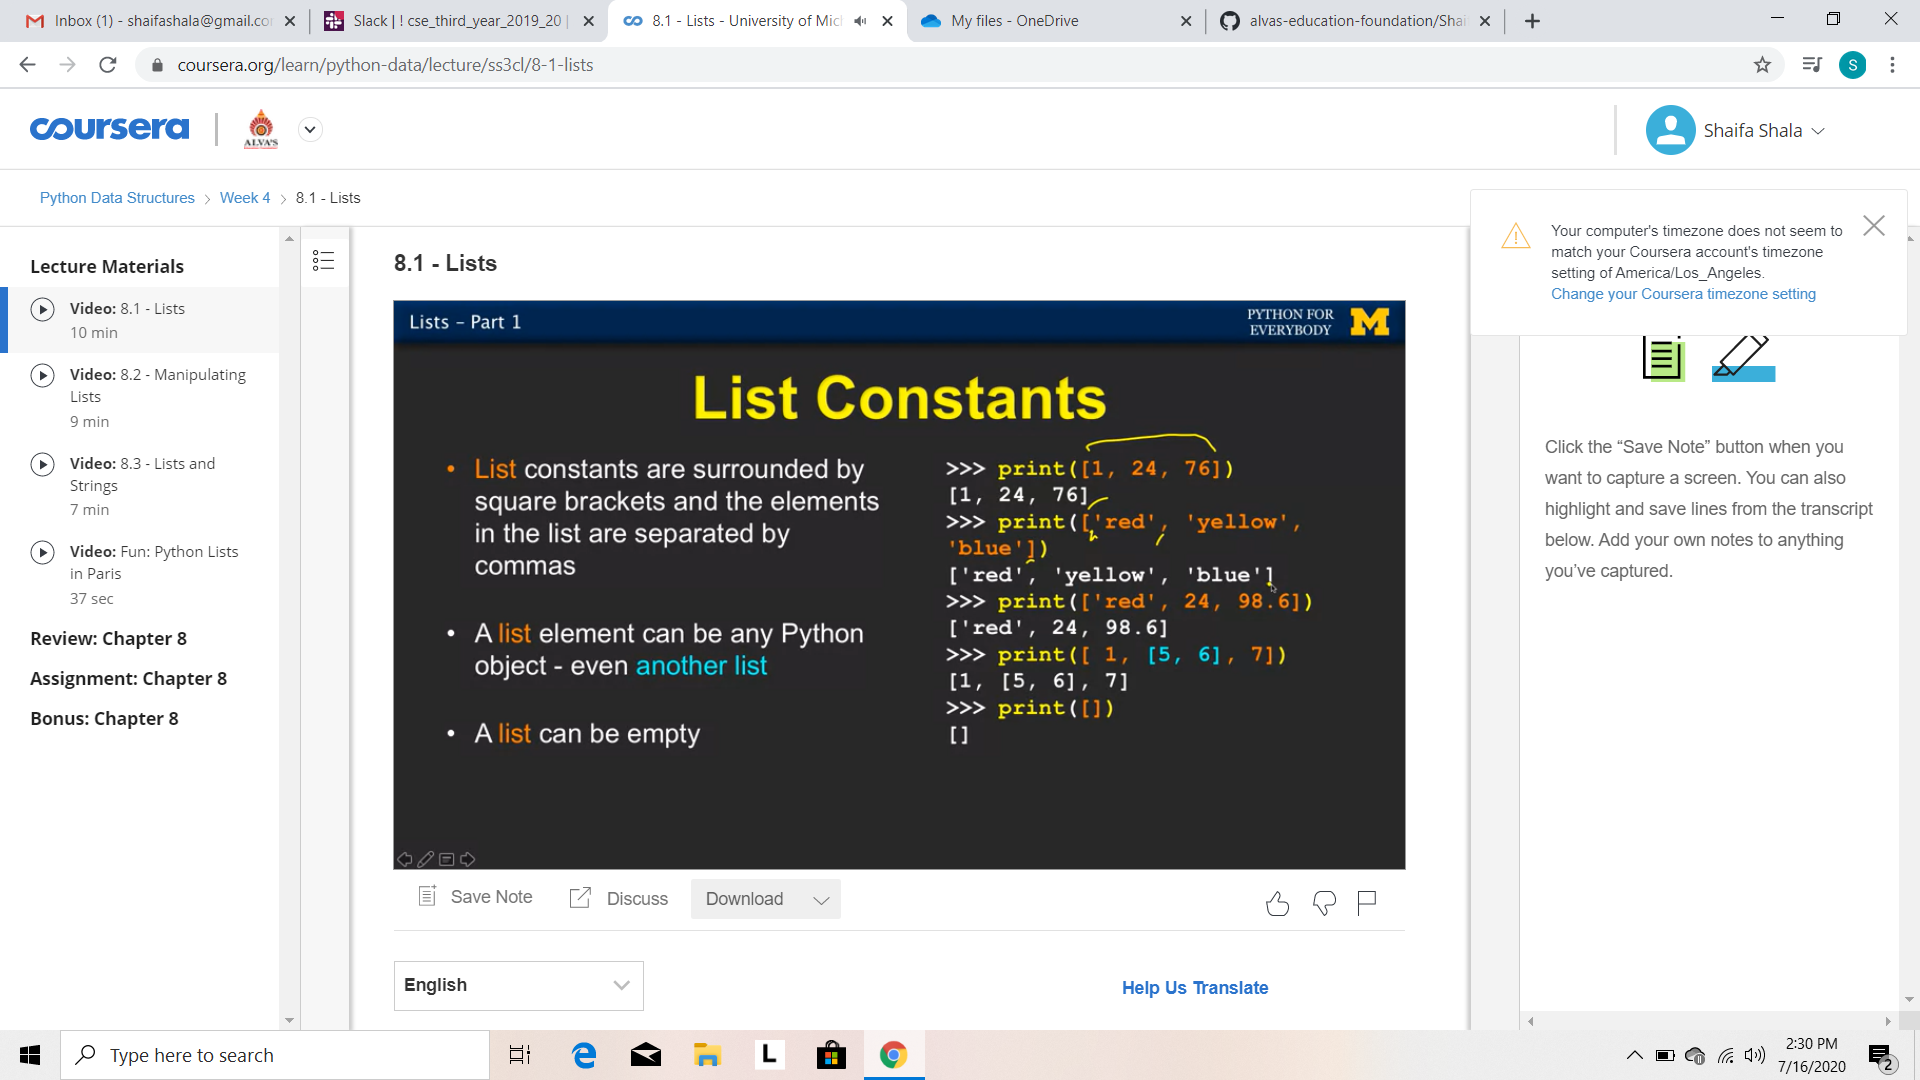 Inbox (1) - shaifashala@gmail.co
Slack | ! cse_third_year_2019_20 |
8.1 - Lists - University of Mic
My files - OneDrive
alvas-education-foundation/Shai
coursera.org/learn/python-data/lecture/ss3cl/8-1-lists
S
coursera
ALVA'S
Shaifa Shala
Python Data Structures > Week 4 > 8.1 - Lists
Your computer's timezone does not seem to
match your Coursera account's timezone
setting of America/Los_Angeles.
Change your Coursera timezone setting
Lecture Materials
Video: 8.1 - Lists
10 min
Video: 8.2 - Manipulating
Lists
9 min
Video: 8.3 - Lists and
Strings
7 min
Video: Fun: Python Lists
in Paris
37 sec
Review: Chapter 8
Assignment: Chapter 8
Bonus: Chapter 8
8.1 - Lists
Lists - Part 1
PYTHON FOR
EVERYBODY
M
List Constants
• List constants are surrounded by
square brackets and the elements
in the list are separated by
commas
• A list element can be any Python
object - even another list
• A list can be empty
>>> print([1, 24, 76])
[1, 24, 76]
>>> print(['red', 'yellow',
'blue'])
['red', 'yellow', 'blue']
>>> print(['red', 24, 98.6])
['red', 24, 98.6]
>>> print([ 1, [5, 6], 7])
[1, [5, 6], 7]
>>> print([])
[]
Save Note
Discuss
Download
English
Help Us Translate
Click the “Save Note” button when you
want to capture a screen. You can also
highlight and save lines from the transcript
below. Add your own notes to anything
you’ve captured.
Type here to search
L
2:30 PM
7/16/2020
2